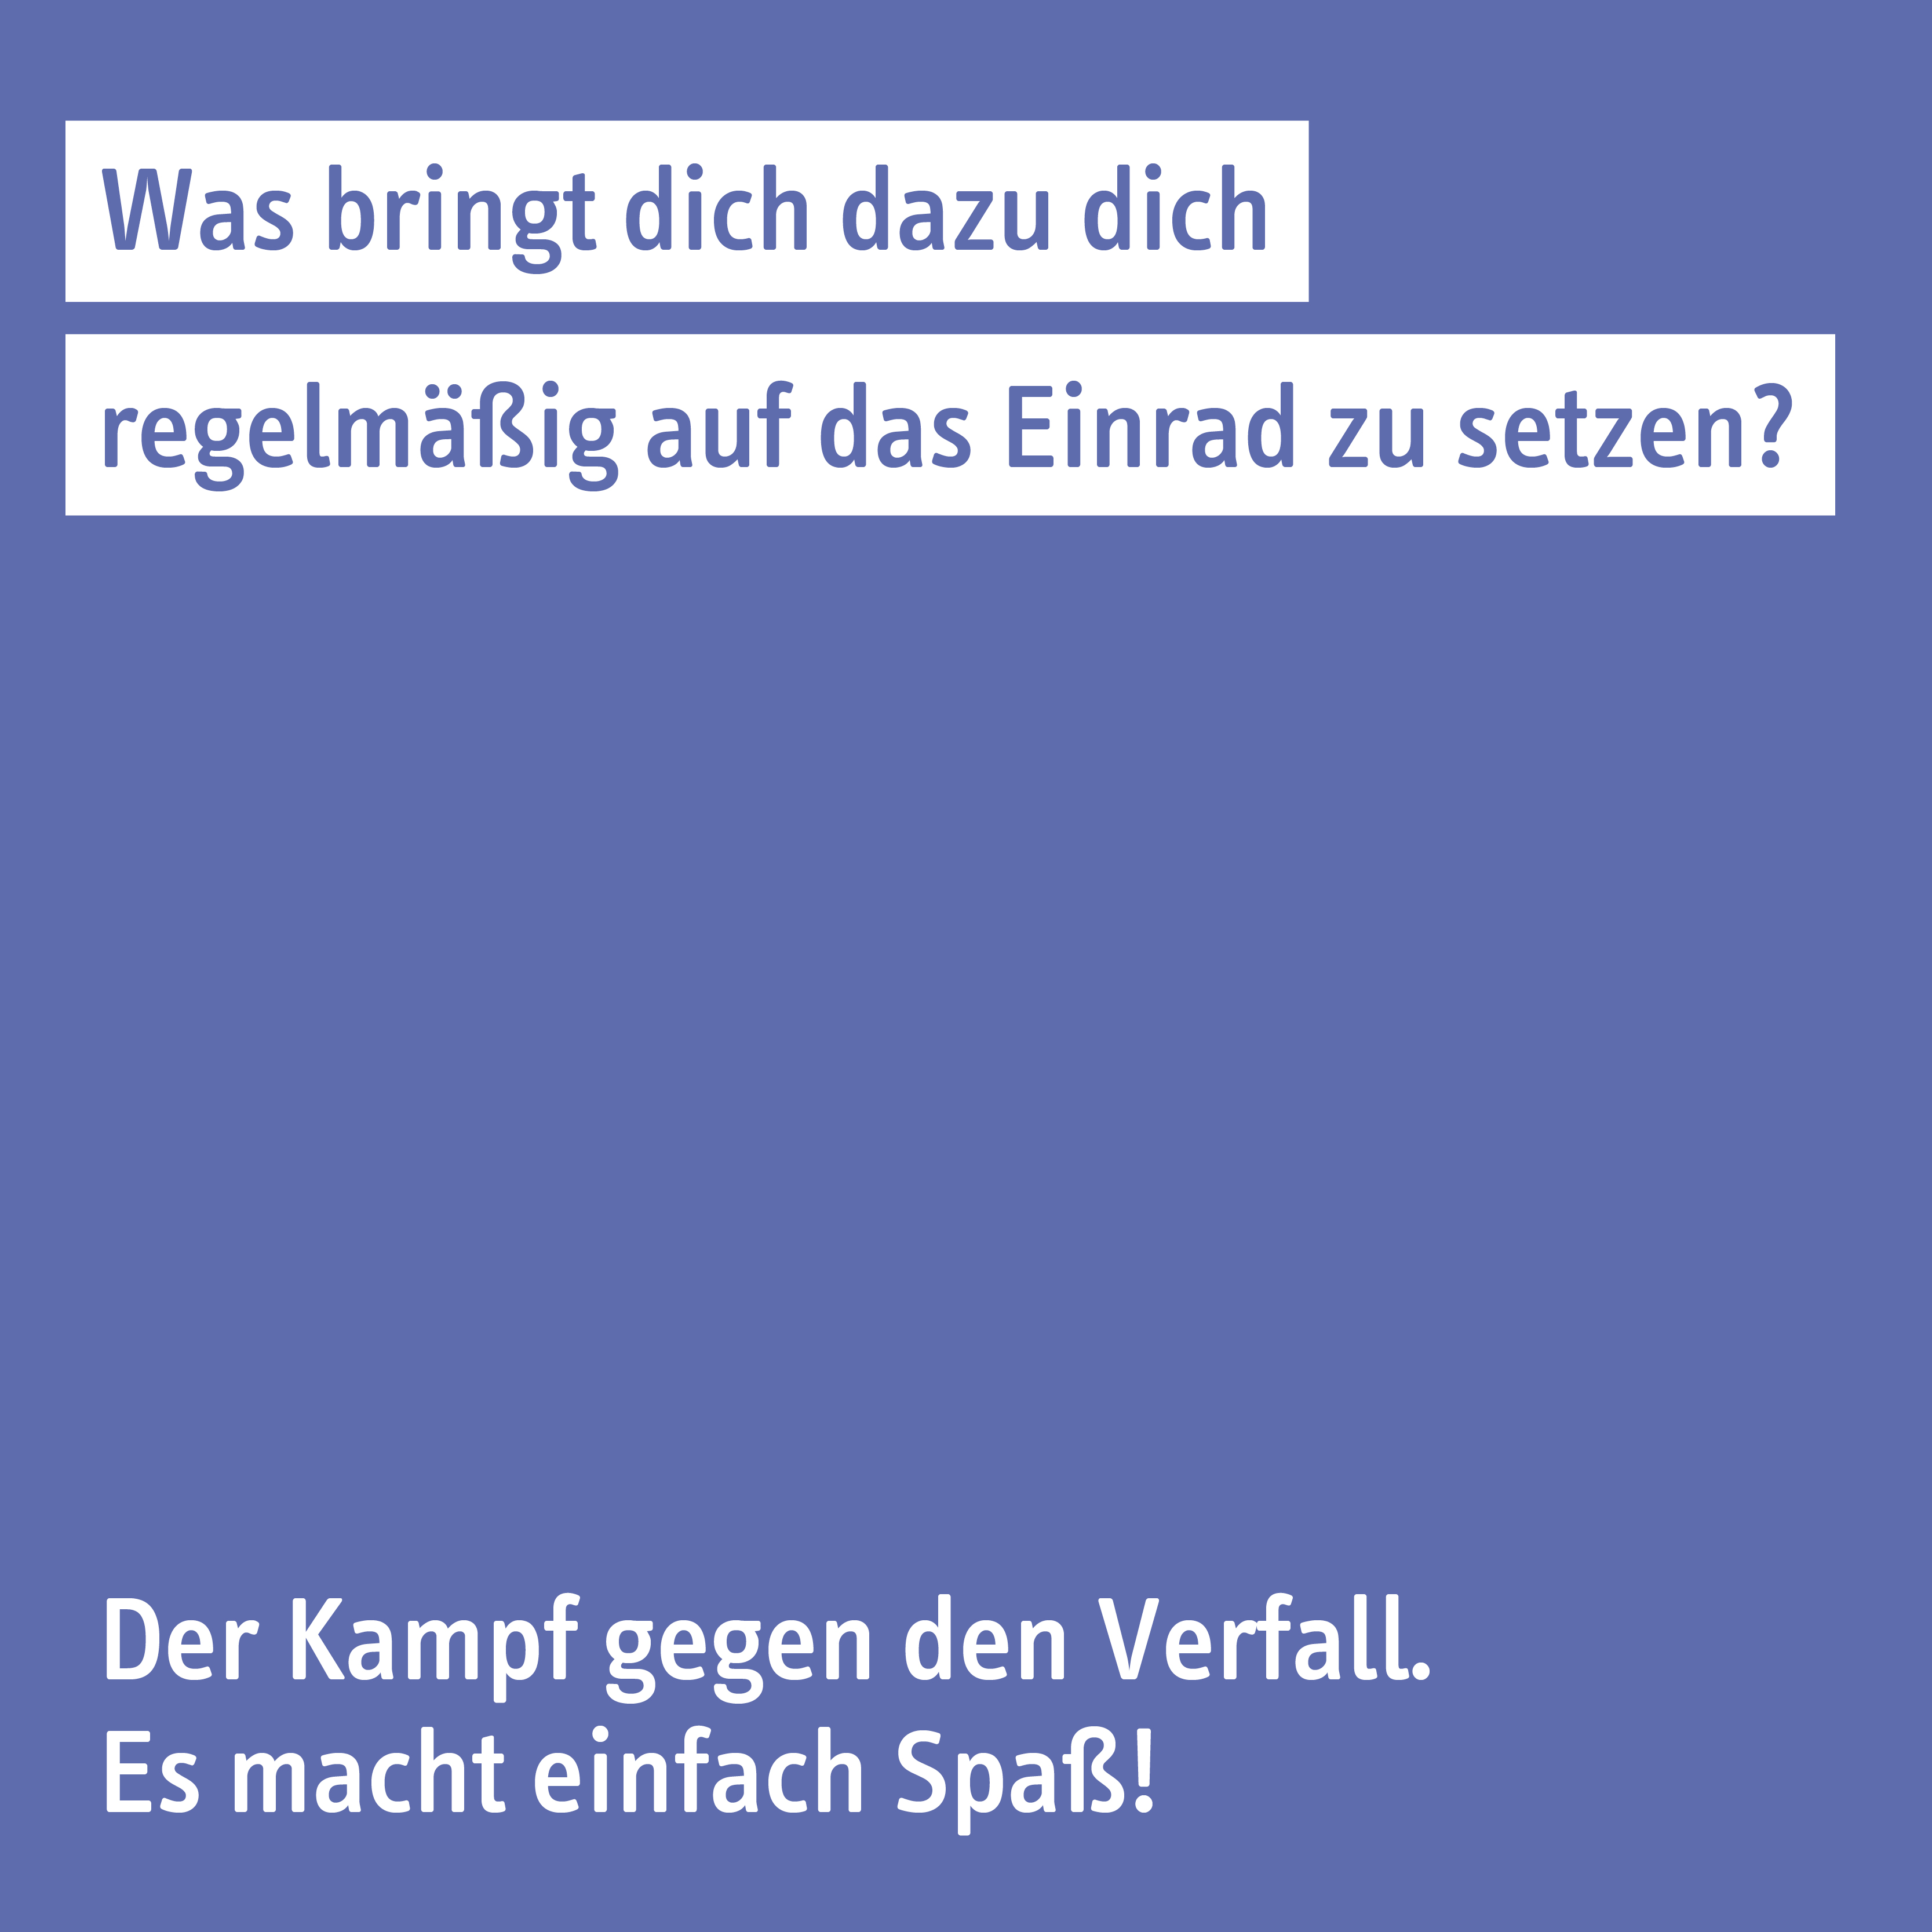 Was bringt dich dazu dich
regelmäßig auf das Einrad zu setzen?
Der Kampf gegen den Verfall.
Es macht einfach Spaß!